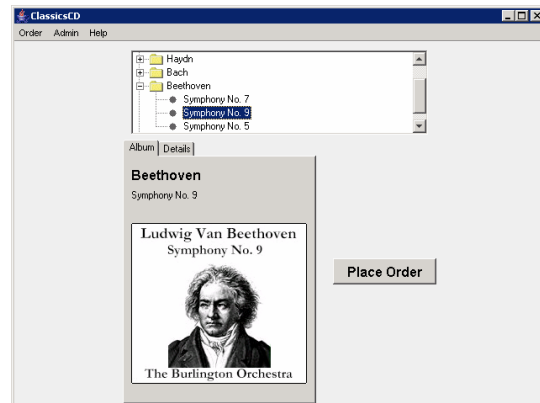 ClassicsCD
Order Admin Help
Haydn
Bach
Beethoven
Symphony No. 7
Symphony No. 9
Symphony No. 5
Album Details
Beethoven
Symphony No. 9
Ludwig Van Beethoven
Symphony No. 9
The Burlington Orchestra
Place Order